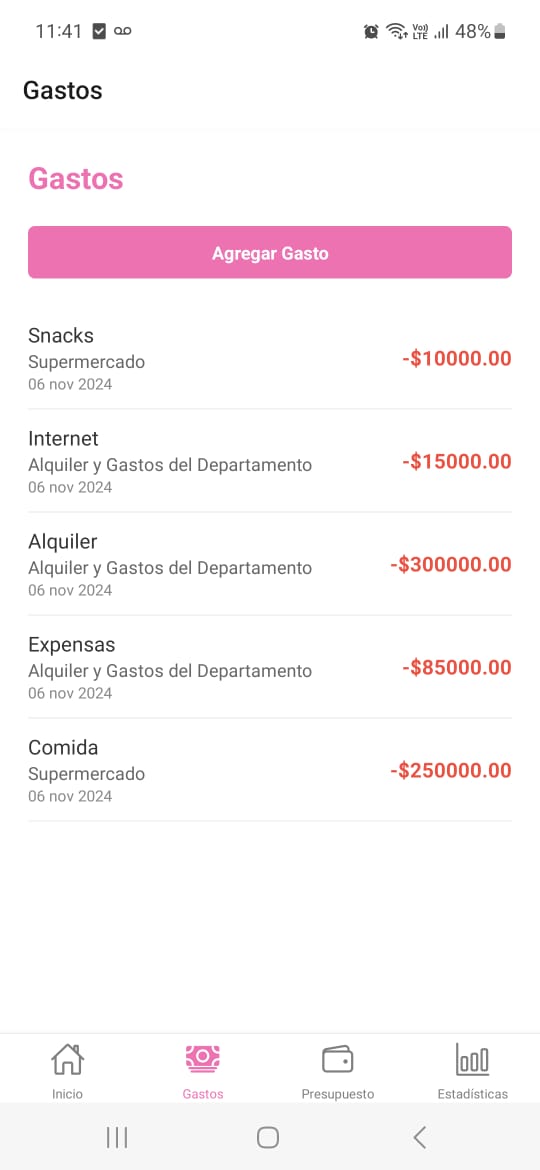 11:41
Vo))
LTE
48%
Gastos
Gastos
Agregar Gasto
Snacks
Supermercado
06 nov 2024
-$10000.00
Internet
Alquiler y Gastos del Departamento
06 nov 2024
-$15000.00
Alquiler
Alquiler y Gastos del Departamento
06 nov 2024
-$300000.00
Expensas
Alquiler y Gastos del Departamento
06 nov 2024
-$85000.00
Comida
Supermercado
06 nov 2024
-$250000.00
Inicio
Gastos
Presupuesto
Estadísticas